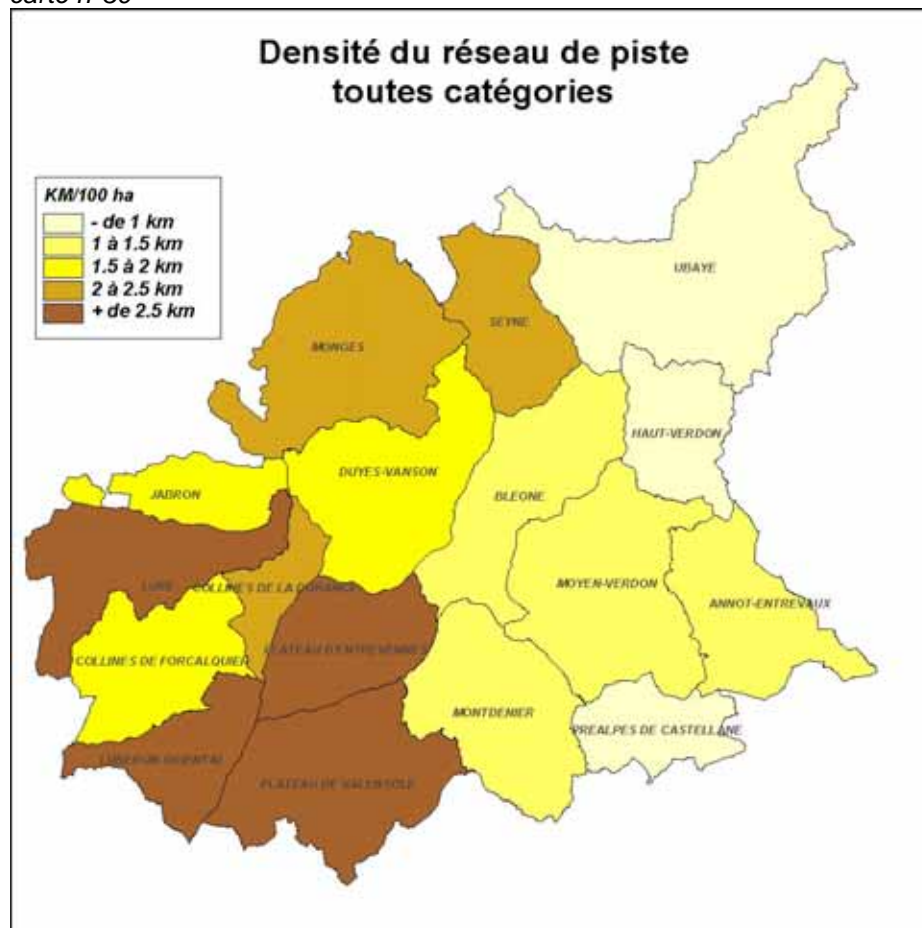 Densité du réseau de piste
toutes catégories
KM/100 ha
- de 1 km
1 à 1.5 km
1.5 à 2 km
2 à 2.5 km
+ de 2.5 km
UBAYE
SEYNE
MONGES
HAUT-VERDON
DUYES-VANSON
JABRON
BLEONE
LURE
COLLINES DE LA DURANCE
MOYEN-VERDON
ANNOT-ENTREVAUX
PLATEAU D'ENTREVENNES
COLLINES DE FORCALQUIER
MONTDENIER
PREALPES DE CASTELLANE
LUBERON ORIENTAL
PLATEAU DE VALENSOLE